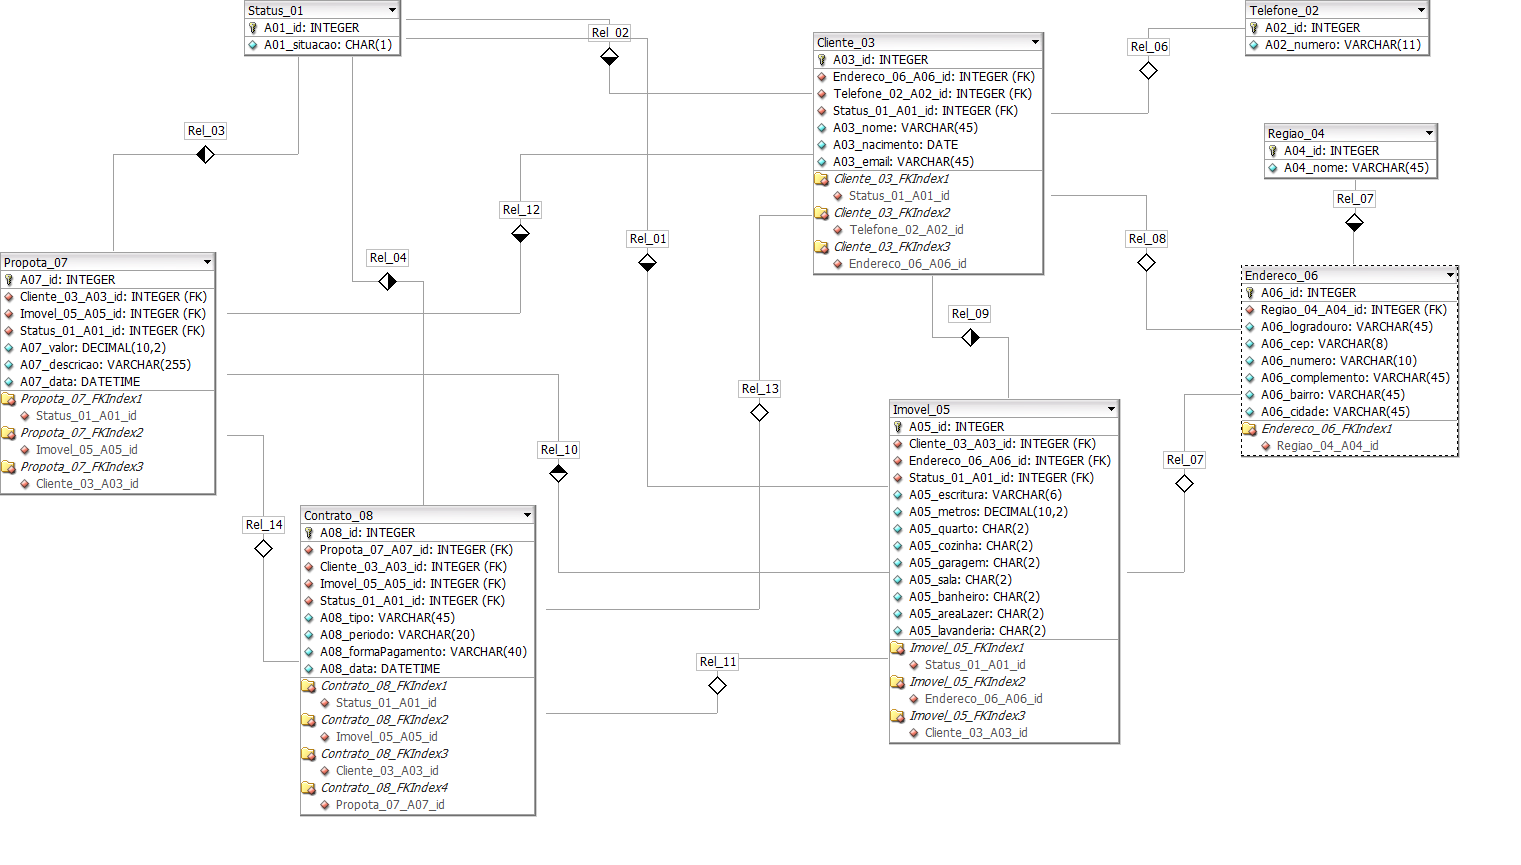 Status_01
A01_id: INTEGER
A01_situacao: CHAR(1)
Rel_02
Cliente_03
A03_id: INTEGER
Endereco_06_A06_id: INTEGER (FK)
Telefone_02_A02_id: INTEGER (FK)
Status_01_A01_id: INTEGER (FK)
A03_nome: VARCHAR(45)
A03_nacimento: DATE
A03_email: VARCHAR(45)
Cliente_03_FKIndex1
Status_01_A01_id
Cliente_03_FKIndex2
Telefone_02_A02_id
Cliente_03_FKIndex3
Endereco_06_A06_id
Rel_06
Telefone_02
A02_id: INTEGER
A02_numero: VARCHAR(11)
Regiao_04
A04_id: INTEGER
A04_nome: VARCHAR(45)
Rel_03
Rel_12
Rel_01
Rel_07
Rel_08
Rel_04
Propota_07
A07_id: INTEGER
Cliente_03_A03_id: INTEGER (FK)
Imovel_05_A05_id: INTEGER (FK)
Status_01_A01_id: INTEGER (FK)
A07_valor: DECIMAL(10,2)
A07_descricao: VARCHAR(255)
A07_data: DATETIME
Propota_07_FKIndex1
Status_01_A01_id
Propota_07_FKIndex2
Imovel_05_A05_id
Propota_07_FKIndex3
Cliente_03_A03_id
Endereco_06
A06_id: INTEGER
Regiao_04_A04_id: INTEGER (FK)
A06_logradouro: VARCHAR(45)
A06_cep: VARCHAR(8)
A06_numero: VARCHAR(10)
A06_complemento: VARCHAR(45)
A06_bairro: VARCHAR(45)
A06_cidade: VARCHAR(45)
Endereco_06_FKIndex1
Regiao_04_A04_id
Rel_09
Rel_13
Rel_10
Rel_07
Rel_14
Imovel_05
A05_id: INTEGER
Cliente_03_A03_id: INTEGER (FK)
Endereco_06_A06_id: INTEGER (FK)
Status_01_A01_id: INTEGER (FK)
A05_escritura: VARCHAR(6)
A05_metros: DECIMAL(10,2)
A05_quarto: CHAR(2)
A05_cozinha: CHAR(2)
A05_garagem: CHAR(2)
A05_sala: CHAR(2)
A05_banheiro: CHAR(2)
A05_areaLazer: CHAR(2)
A05_lavanderia: CHAR(2)
Imovel_05_FKIndex1
Status_01_A01_id
Imovel_05_FKIndex2
Endereco_06_A06_id
Imovel_05_FKIndex3
Cliente_03_A03_id
Contrato_08
A08_id: INTEGER
Propota_07_A07_id: INTEGER (FK)
Cliente_03_A03_id: INTEGER (FK)
Imovel_05_A05_id: INTEGER (FK)
Status_01_A01_id: INTEGER (FK)
A08_tipo: VARCHAR(45)
A08_periodo: VARCHAR(20)
A08_formaPagamento: VARCHAR(40)
A08_data: DATETIME
Contrato_08_FKIndex1
Status_01_A01_id
Contrato_08_FKIndex2
Imovel_05_A05_id
Contrato_08_FKIndex3
Cliente_03_A03_id
Contrato_08_FKIndex4
Propota_07_A07_id
Rel_11